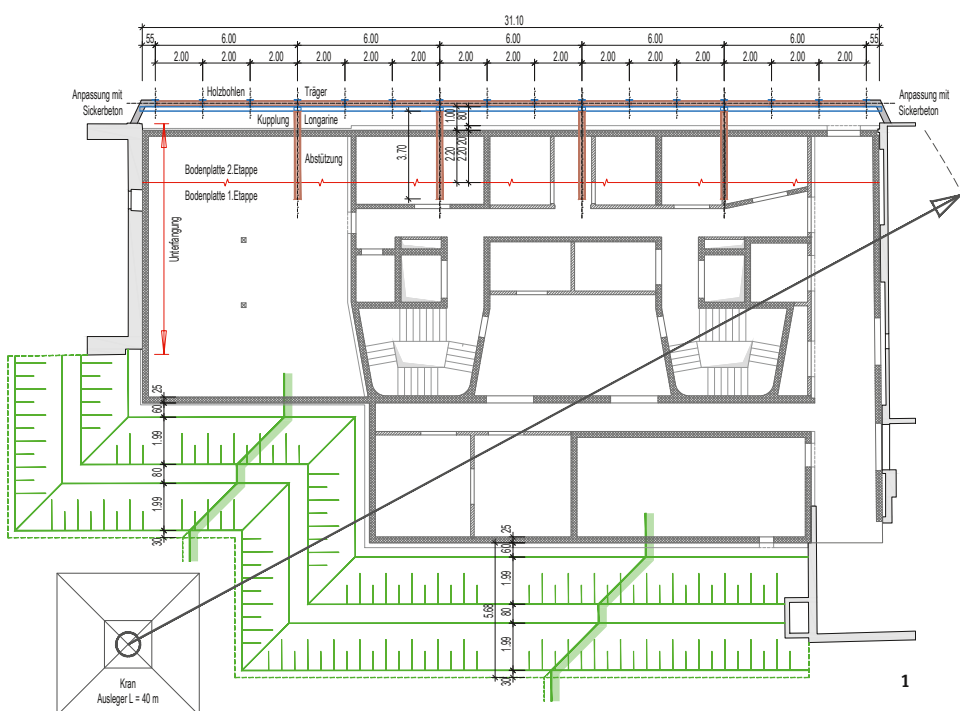 31.10
55 6.00 6.00 6.00 6.00 6.00 55
2.00 2.00 2.00 2.00 2.00 2.00 2.00 2.00 2.00 2.00 2.00 2.00 2.00 2.00 2.00
Anpassung mit
Sickerbeton
Holzbohlen
Träger
Anpassung mit
Sickerbeton
Kupplung
Longarine
1.00
80
Abstützung
3.70
2.20
2.20 20
Bodenplatte 2.Etappe
Bodenplatte 1.Etappe
Unterfangung
25
60
1.99
80
1.99
30
25
60
1.99
80
1.99
30
5.68
Kran
Ausleger L = 40 m
1